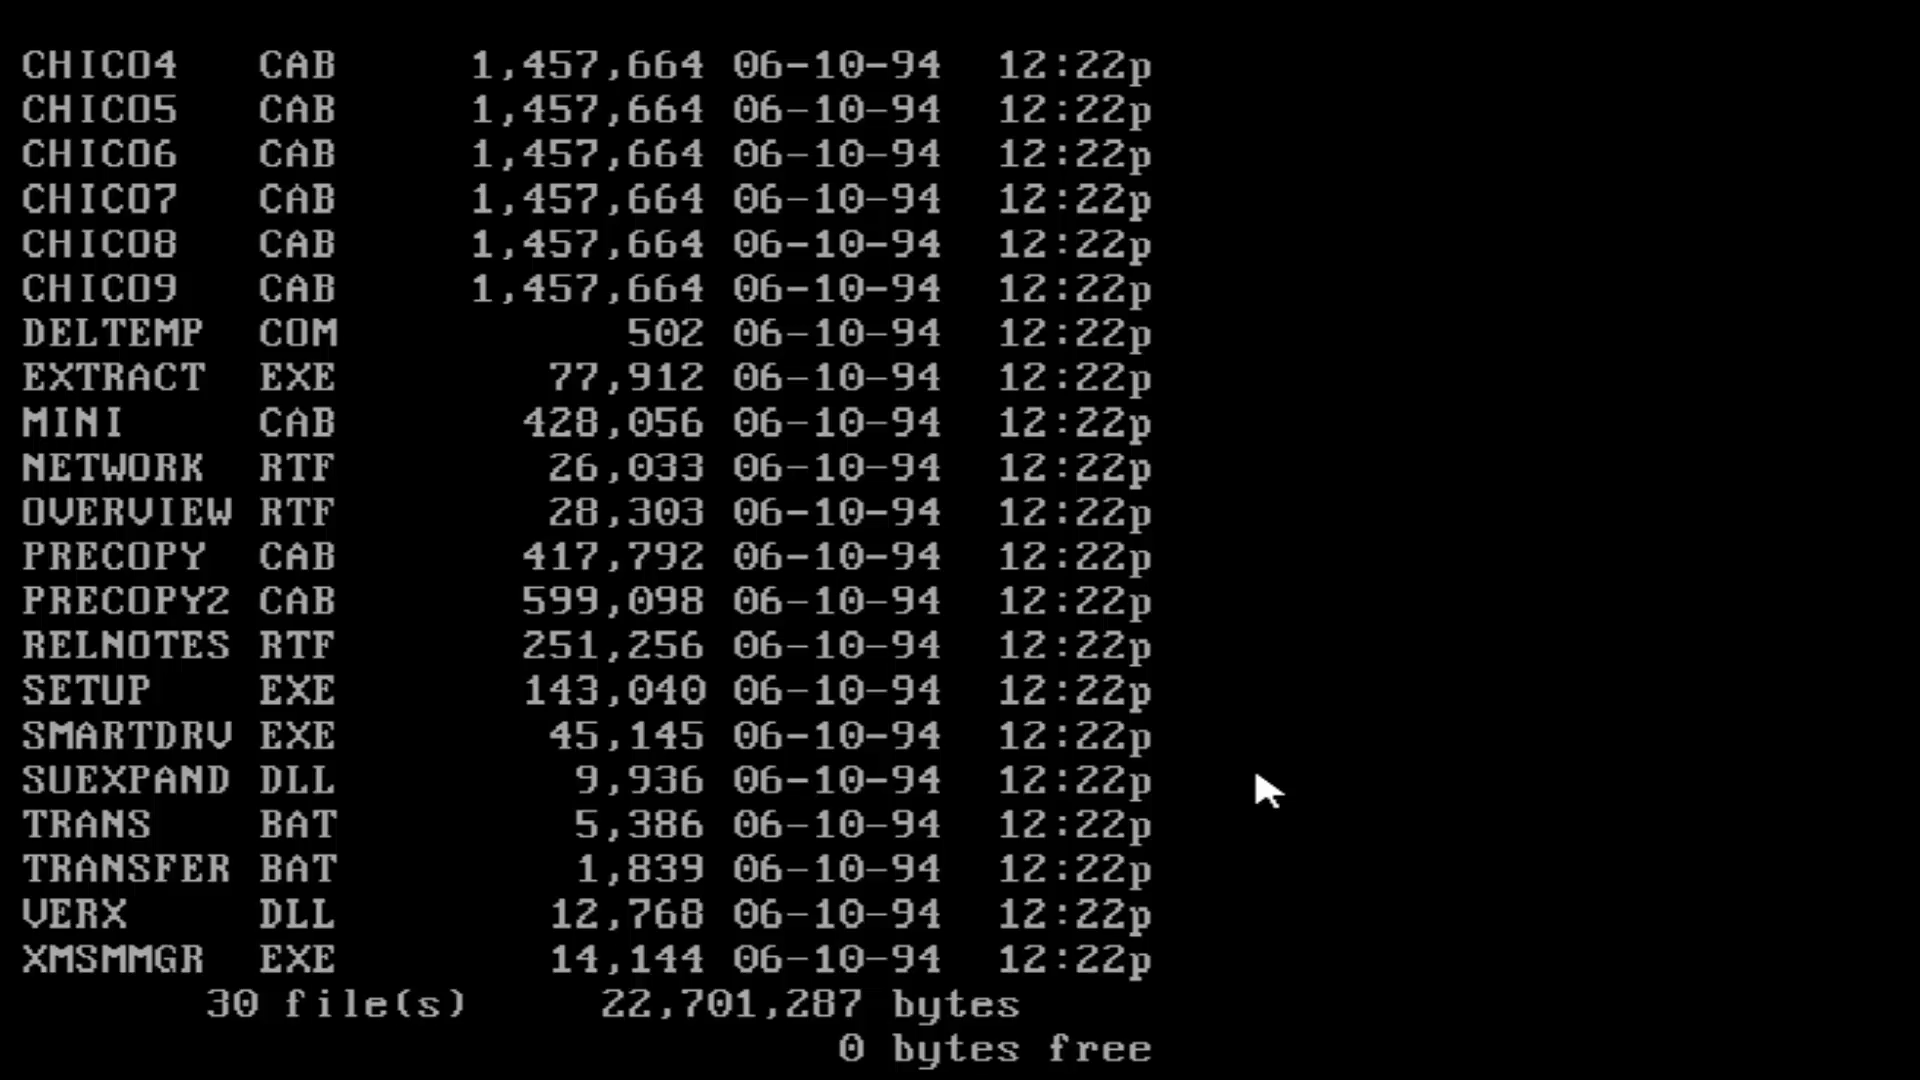 CHICO4   CAB     1,457,664 06-10-94  12:22p
CHICO5   CAB     1,457,664 06-10-94  12:22p
CHICO6   CAB     1,457,664 06-10-94  12:22p
CHICO7   CAB     1,457,664 06-10-94  12:22p
CHICO8   CAB     1,457,664 06-10-94  12:22p
CHICO9   CAB     1,457,664 06-10-94  12:22p
DELTEMP  COM           502 06-10-94  12:22p
EXTRACT  EXE        77,912 06-10-94  12:22p
MINI     CAB       428,056 06-10-94  12:22p
NETWORK  RTF        26,033 06-10-94  12:22p
OVERVIEW RTF        28,303 06-10-94  12:22p
PRECOPY  CAB       417,792 06-10-94  12:22p
PRECOPY2 CAB       599,098 06-10-94  12:22p
RELNOTES RTF       251,256 06-10-94  12:22p
SETUP    EXE       143,040 06-10-94  12:22p
SMARTDRV EXE        45,145 06-10-94  12:22p
SUEXPAND DLL         9,936 06-10-94  12:22p
TRANS    BAT         5,386 06-10-94  12:22p
TRANSFER BAT         1,839 06-10-94  12:22p
VERX     DLL        12,768 06-10-94  12:22p
XMSMMGR  EXE        14,144 06-10-94  12:22p
       30 file(s)     22,701,287 bytes
                               0 bytes free